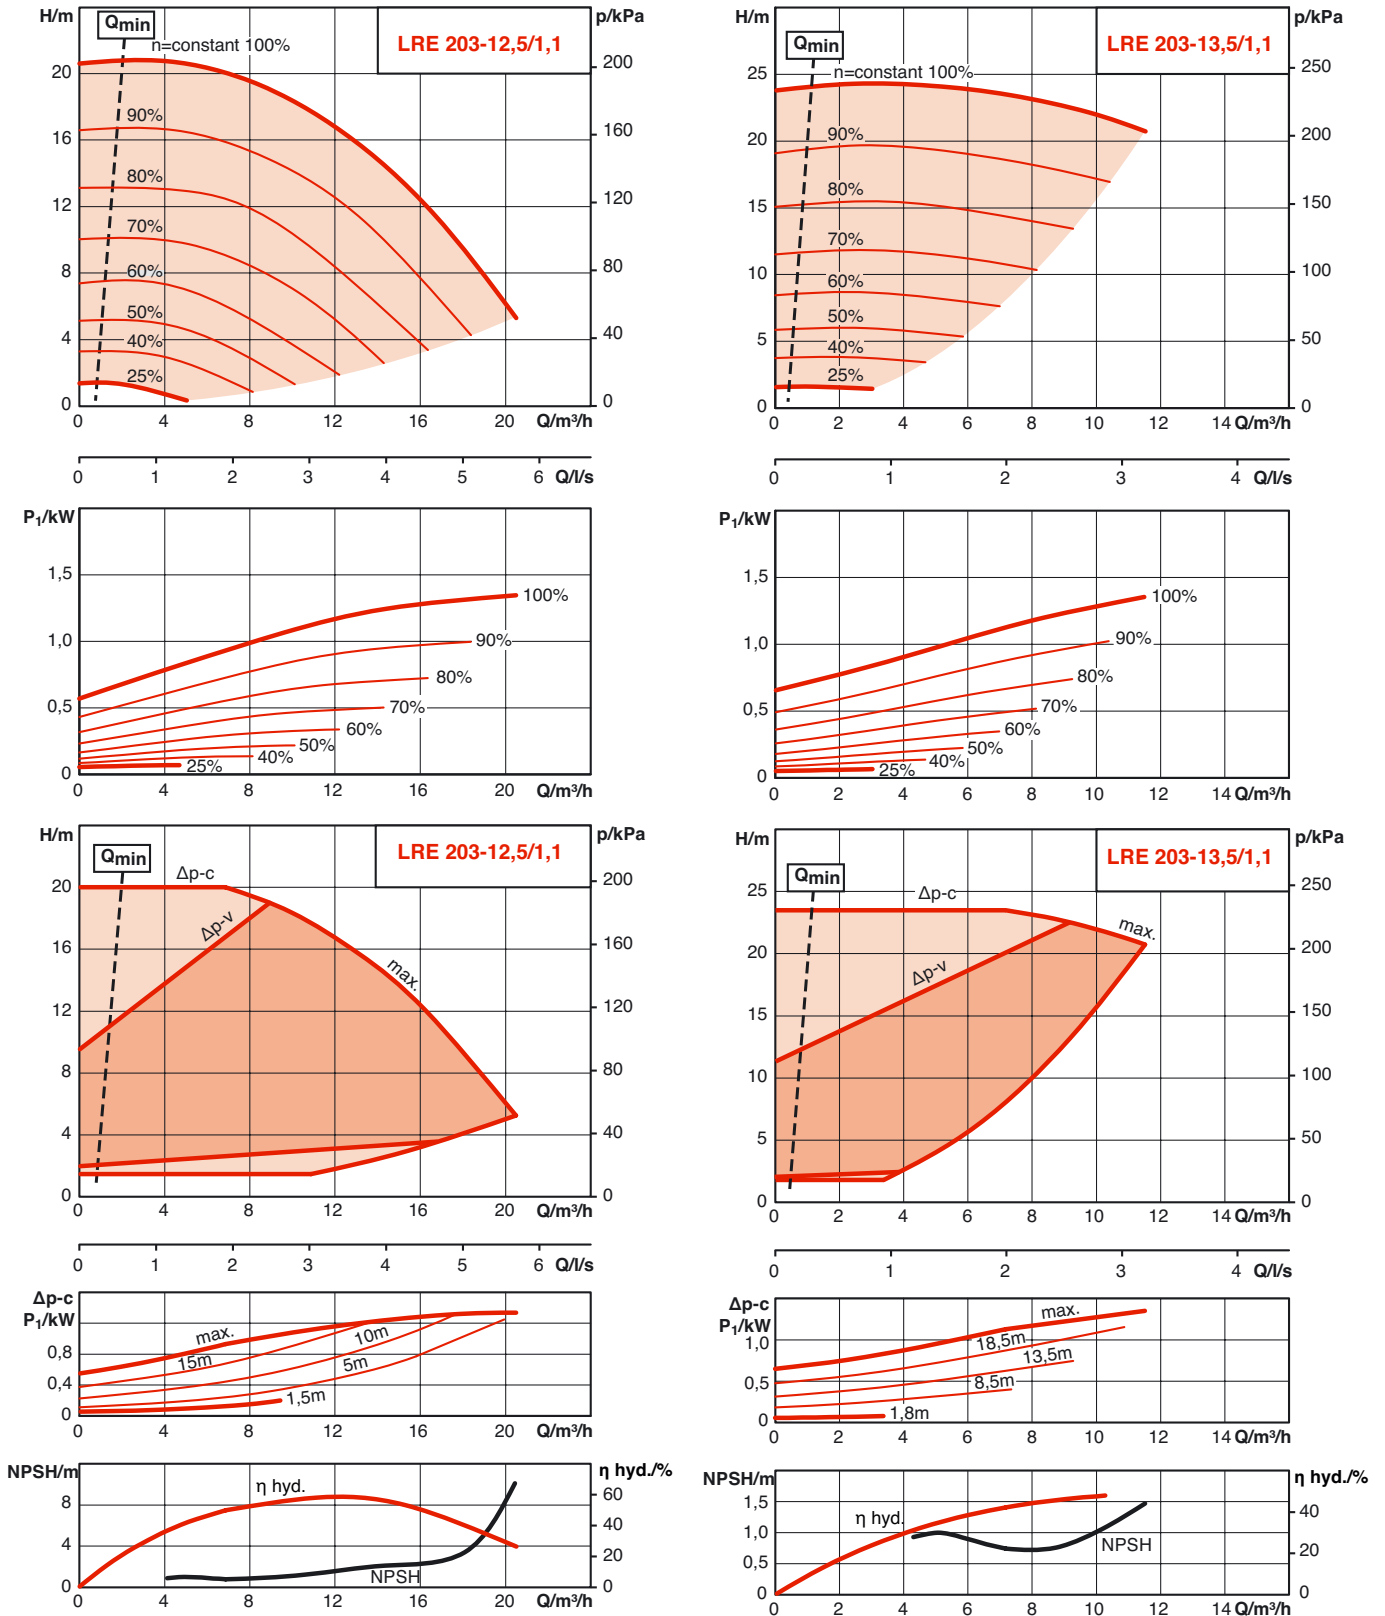 H/m
Qmin
n=constant 100%
LRE 203-12,5/1,1
p/kPa
20
16
12
8
4
0
90%
80%
70%
60%
50%
40%
25%
200
160
120
80
40
0
0 4 8 12 16 20 Q/m³/h
0 1 2 3 4 5 6 Q/l/s
P₁/kW
1,5
1,0
0,5
0
100%
90%
80%
70%
60%
50%
40%
25%
0 4 8 12 16 20 Q/m³/h
H/m
Qmin
Δp-c
LRE 203-12,5/1,1
p/kPa
Δp-v
max.
20
16
12
8
4
0
200
160
120
80
40
0
0 4 8 12 16 20 Q/m³/h
0 1 2 3 4 5 6 Q/l/s
Δp-c
P₁/kW
0,8
0,4
0
max.
15m
10m
5m
1,5m
0 4 8 12 16 20 Q/m³/h
NPSH/m
8
4
0
η hyd.
NPSH
η hyd./%
60
40
20
0
0 4 8 12 16 20 Q/m³/h
H/m
Qmin
n=constant 100%
LRE 203-13,5/1,1
p/kPa
25
20
15
10
5
0
90%
80%
70%
60%
50%
40%
25%
250
200
150
100
50
0
0 2 4 6 8 10 12 14 Q/m³/h
0 1 2 3 4 Q/l/s
P₁/kW
1,5
1,0
0,5
0
100%
90%
80%
70%
60%
50%
40%
25%
0 2 4 6 8 10 12 14 Q/m³/h
H/m
Qmin
Δp-c
LRE 203-13,5/1,1
p/kPa
max.
Δp-v
25
20
15
10
5
0
250
200
150
100
50
0
0 2 4 6 8 10 12 14 Q/m³/h
0 1 2 3 4 Q/l/s
Δp-c
P₁/kW
1,0
0,5
0
max.
18,5m
13,5m
8,5m
1,8m
0 2 4 6 8 10 12 14 Q/m³/h
NPSH/m
1,5
1,0
0,5
0
η hyd.
NPSH
η hyd./%
40
20
0
0 2 4 6 8 10 12 14 Q/m³/h